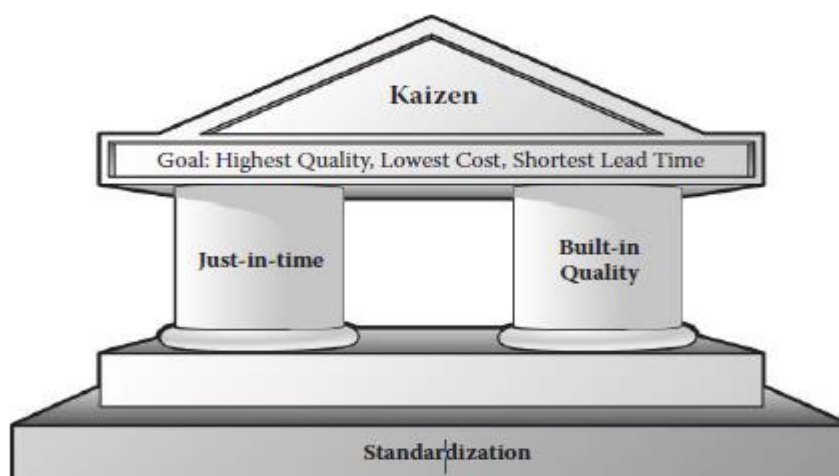 Kaizen
Goal: Highest Quality, Lowest Cost, Shortest Lead Time
Just-in-time
Built-in
Quality
Standardization